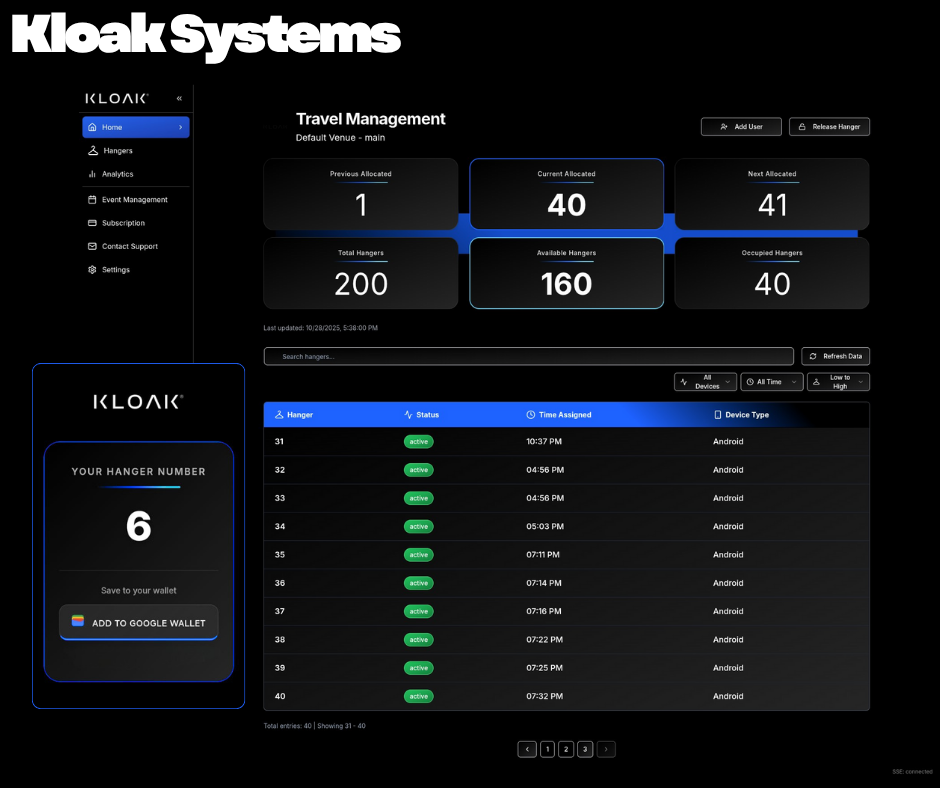 Kloak Systems
KLOAK
«
Home
Hangers
Analytics
Event Management
Subscription
Contact Support
Settings
Travel Management
Default Venue - main
Add User
Release Hanger
Previous Allocated
1
Current Allocated
40
Next Allocated
41
Total Hangers
200
Available Hangers
160
Occupied Hangers
40
Last updated: 10/28/2025, 5:38:00 PM
Search hangers...
Refresh Data
All Devices
All Time
Low to High
Hanger Status Time Assigned Device Type
31 active 10:37 PM Android
32 active 04:56 PM Android
33 active 04:56 PM Android
34 active 05:03 PM Android
35 active 07:11 PM Android
36 active 07:14 PM Android
37 active 07:16 PM Android
38 active 07:22 PM Android
39 active 07:25 PM Android
40 active 07:32 PM Android
Total entries: 40 | Showing 31 - 40
‹ 1 2 3 ›
SSE: connected
KLOAK
YOUR HANGER NUMBER
6
Save to your wallet
ADD TO GOOGLE WALLET